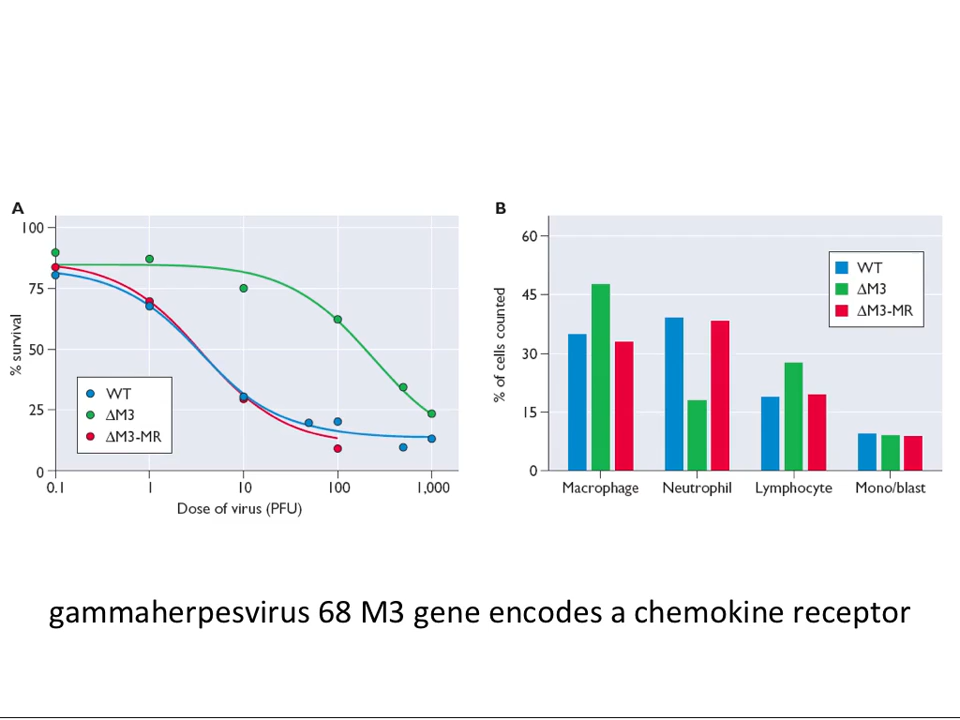 A
100
75
50
25
0
% survival
WT
ΔM3
ΔM3-MR
0.1 1 10 100 1,000
Dose of virus (PFU)
B
60
45
30
15
0
% of cells counted
WT
ΔM3
ΔM3-MR
Macrophage Neutrophil Lymphocyte Mono/blast
gammaherpesvirus 68 M3 gene encodes a chemokine receptor